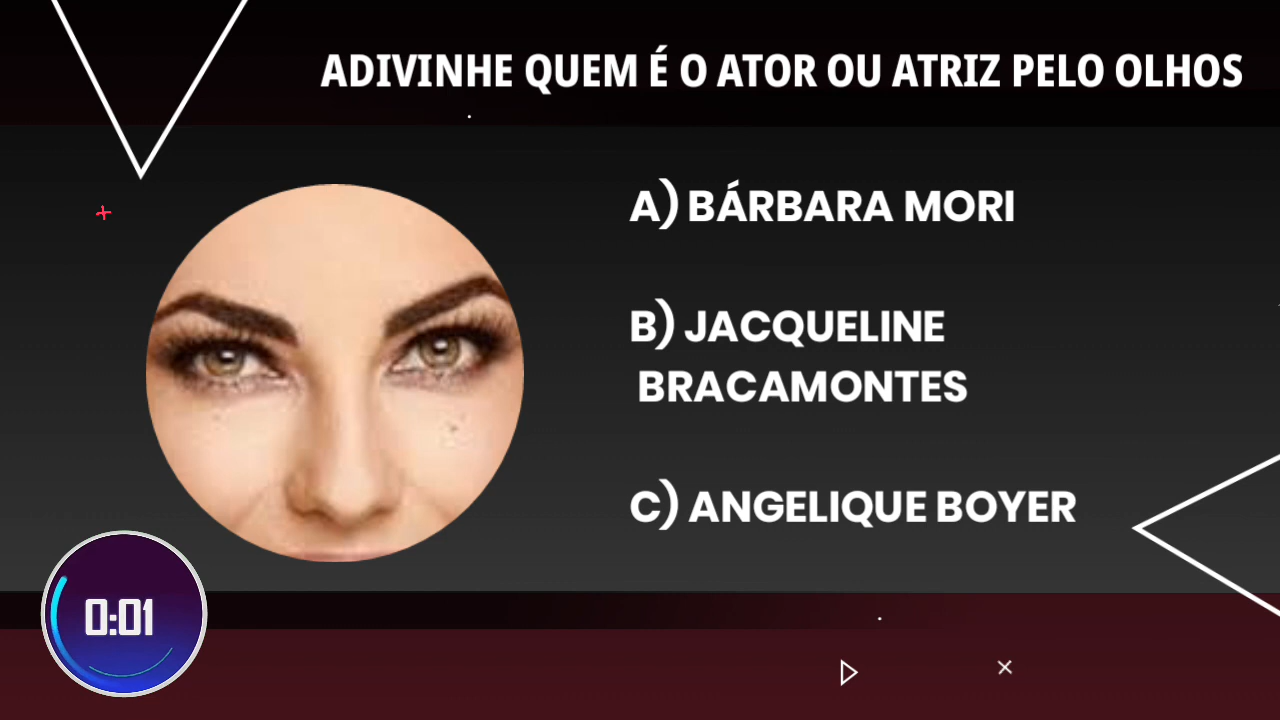 ADIVINHE QUEM É O ATOR OU ATRIZ PELO OLHOS
A) BÁRBARA MORI
B) JACQUELINE
BRACAMONTES
C) ANGELIQUE BOYER
0:01